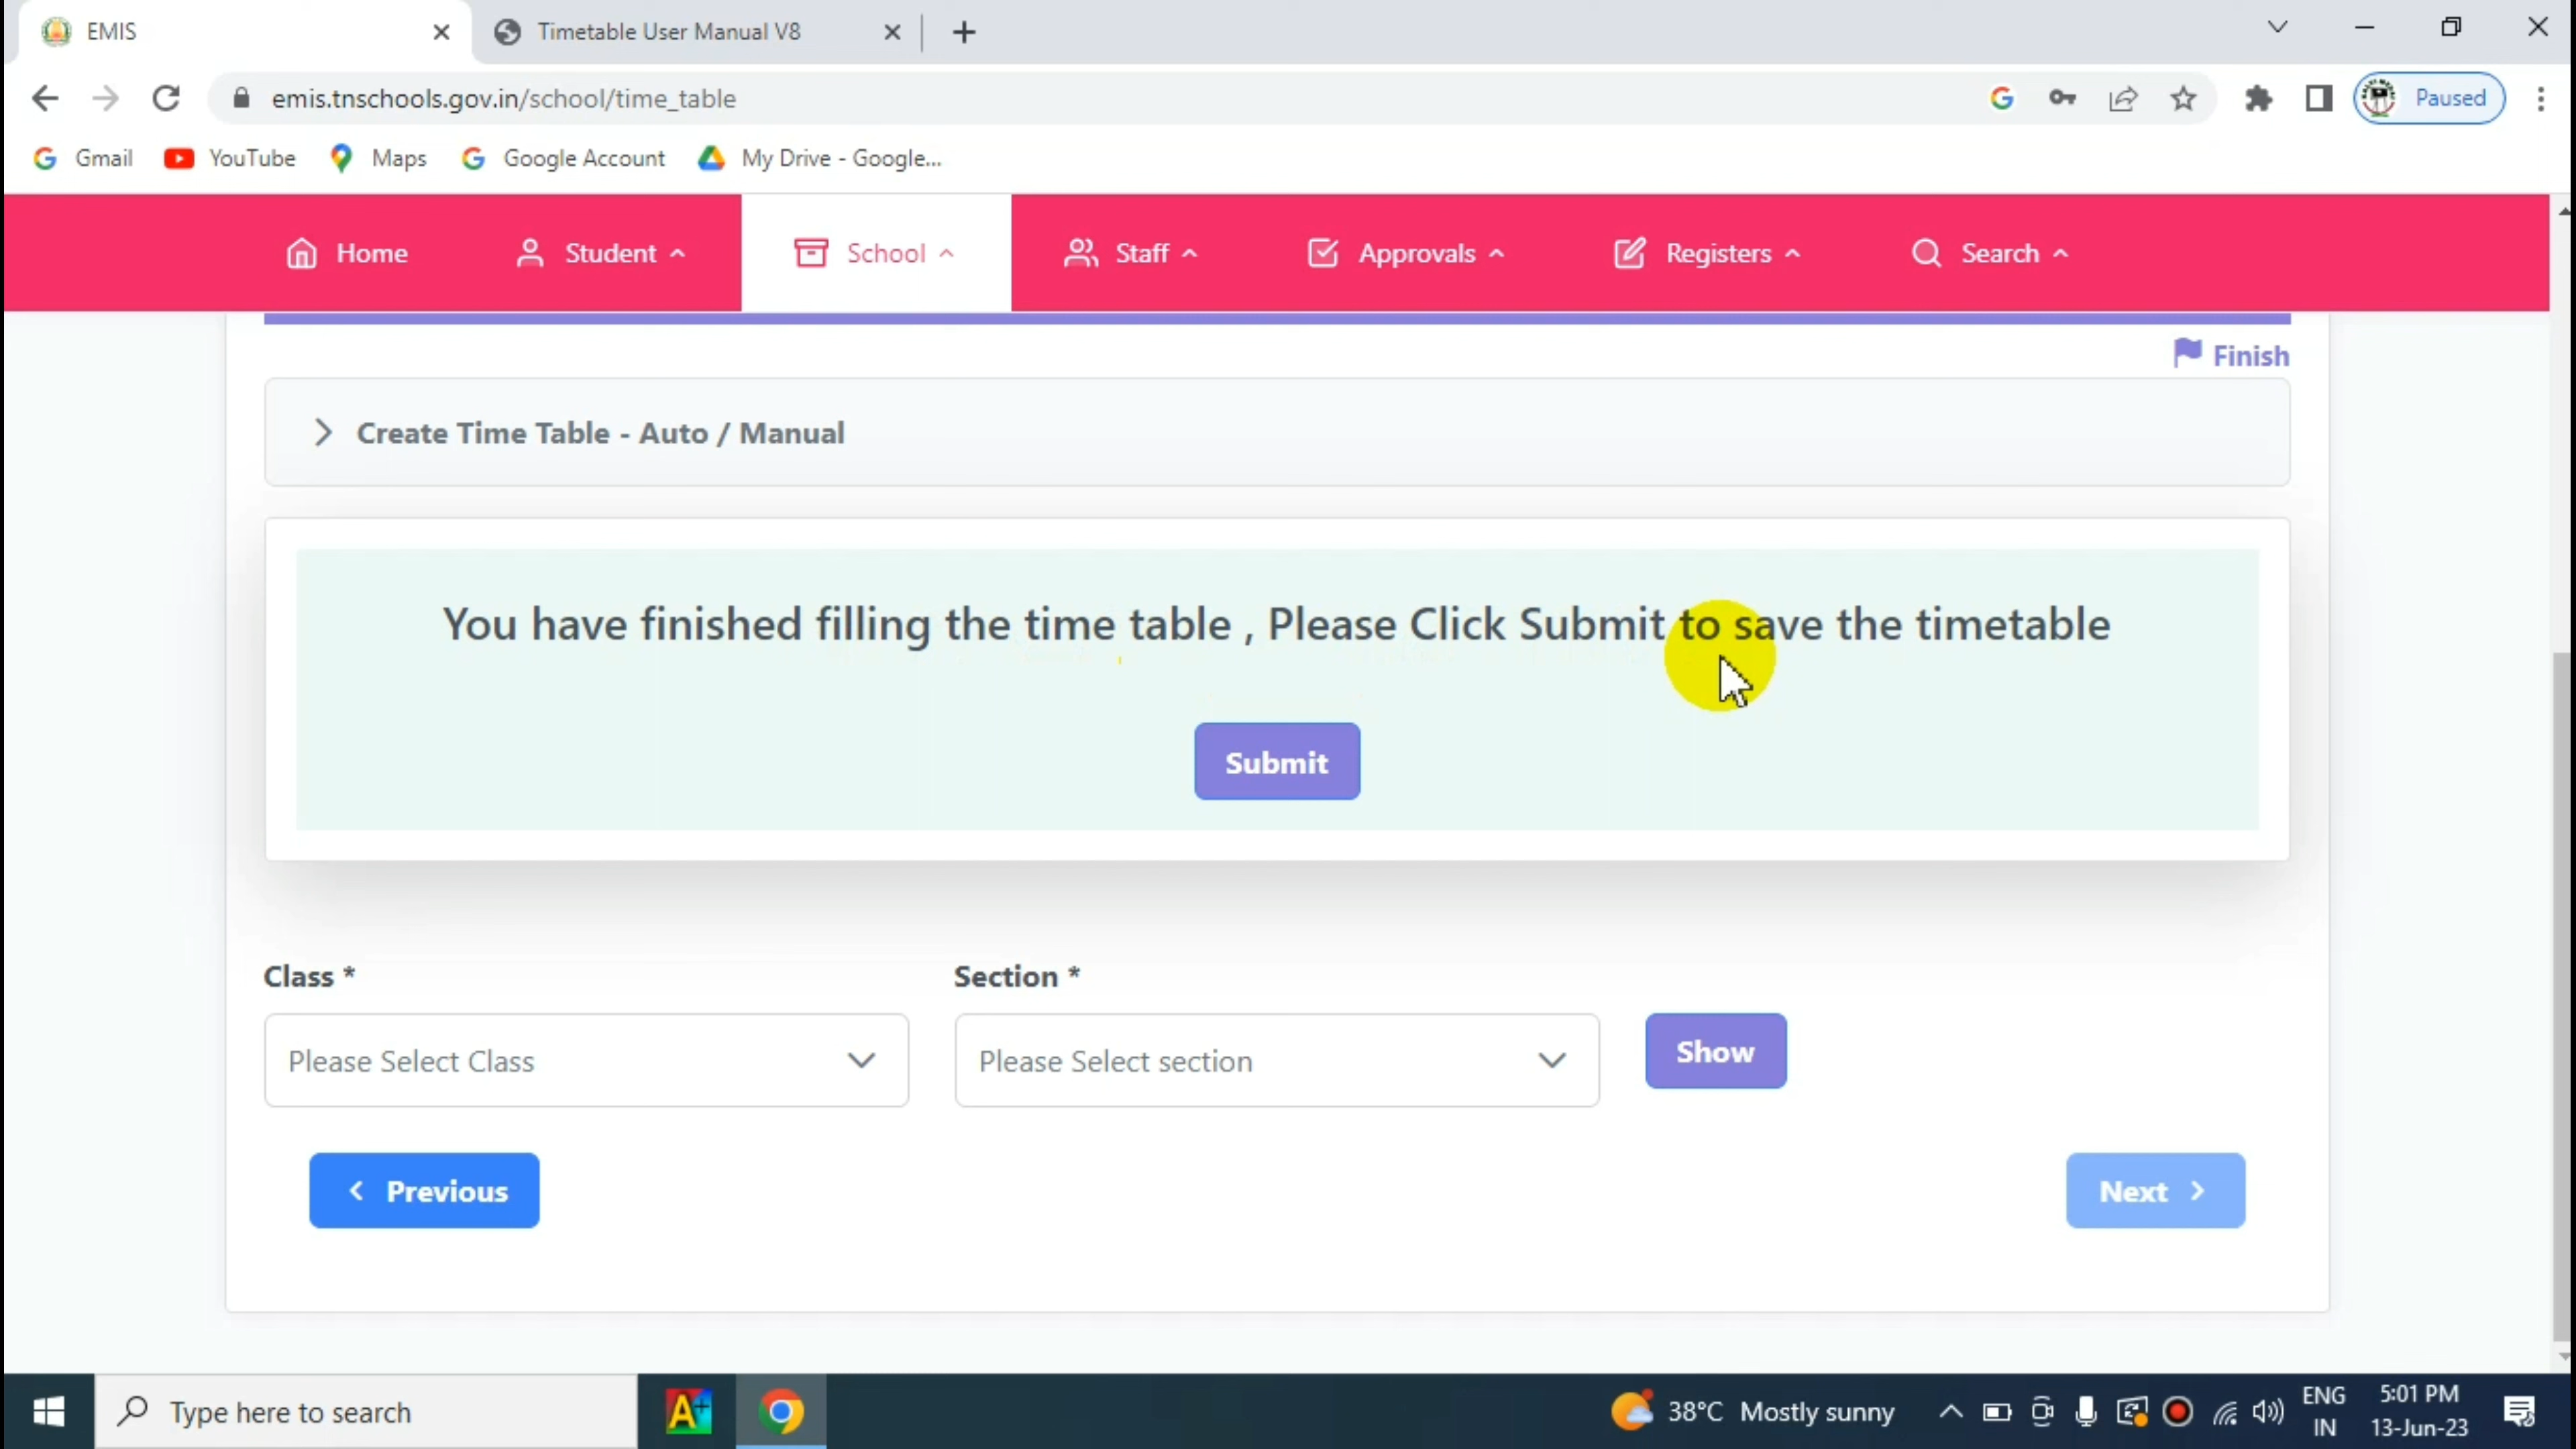 EMIS
Timetable User Manual V8
emis.tnschools.gov.in/school/time_table
Paused
Gmail
YouTube
Maps
Google Account
My Drive - Google...
Home
Student
School
Staff
Approvals
Registers
Search
Finish
Create Time Table - Auto / Manual
You have finished filling the time table , Please Click Submit to save the timetable
Submit
Class *
Section *
Please Select Class
Please Select section
Show
Previous
Next
Type here to search
38°C Mostly sunny
ENG
IN
5:01 PM
13-Jun-23